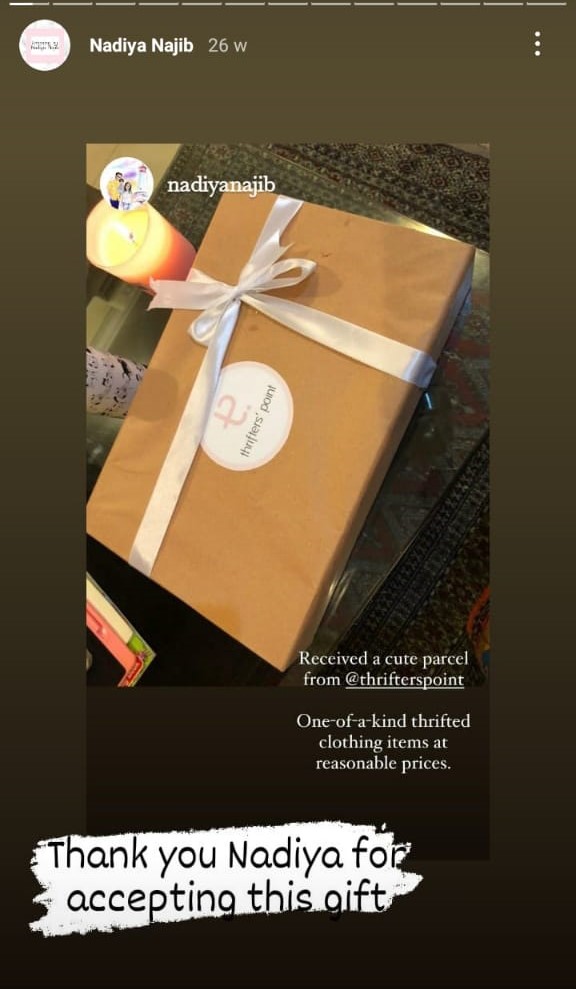 Nadiya Najib 26 w
nadiyanajib
t.
thrifters' point
Received a cute parcel
from @thrifterspoint
One-of-a-kind thrifted
clothing items at
reasonable prices.
Thank you Nadiya for
accepting this gift